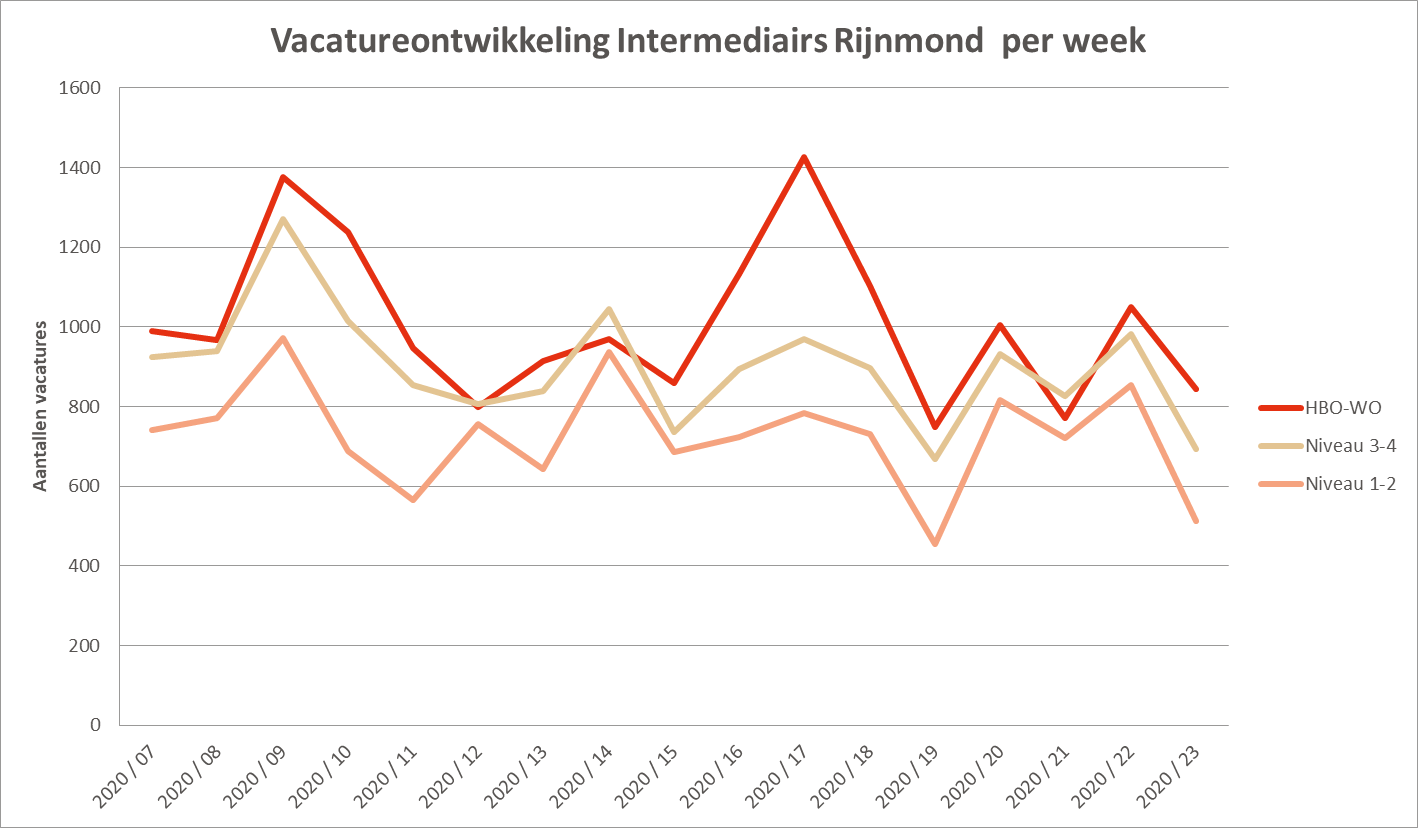 Vacatureontwikkeling Intermediairs Rijnmond  per week
Aantallen vacatures
1600
1400
1200
1000
800
600
400
200
0
2020 / 07
2020 / 08
2020 / 09
2020 / 10
2020 / 11
2020 / 12
2020 / 13
2020 / 14
2020 / 15
2020 / 16
2020 / 17
2020 / 18
2020 / 19
2020 / 20
2020 / 21
2020 / 22
2020 / 23
HBO-WO
Niveau 3-4
Niveau 1-2